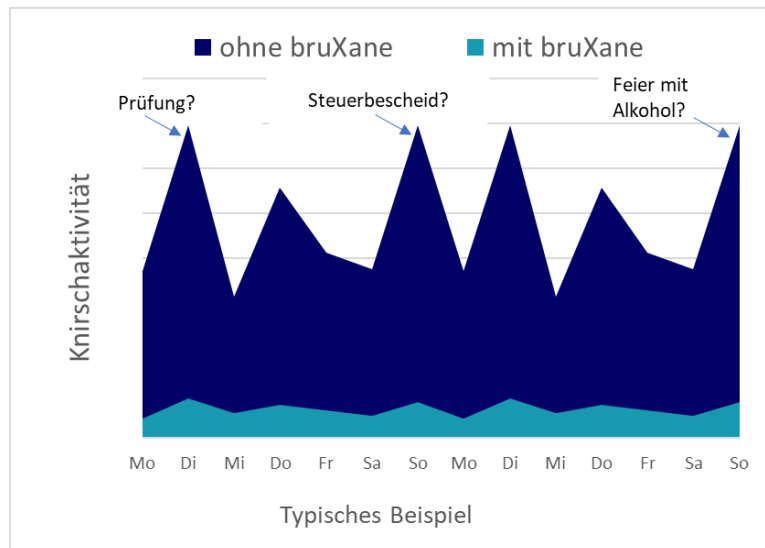 ohne bruXane
mit bruXane
Prüfung?
Steuerbescheid?
Feier mit
Alkohol?
Knirschaktivität
Mo Di Mi Do Fr Sa So Mo Di Mi Do Fr Sa So
Typisches Beispiel